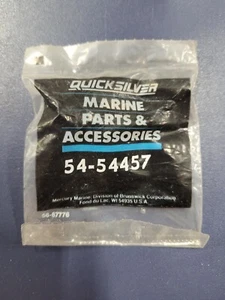 QUICKSILVER
MARINE
PARTS &
ACCESSORIES
54-54457
Mercury Marine, Division of Brunswick Corporation
Fond du Lac, WI 54935 U.S.A.